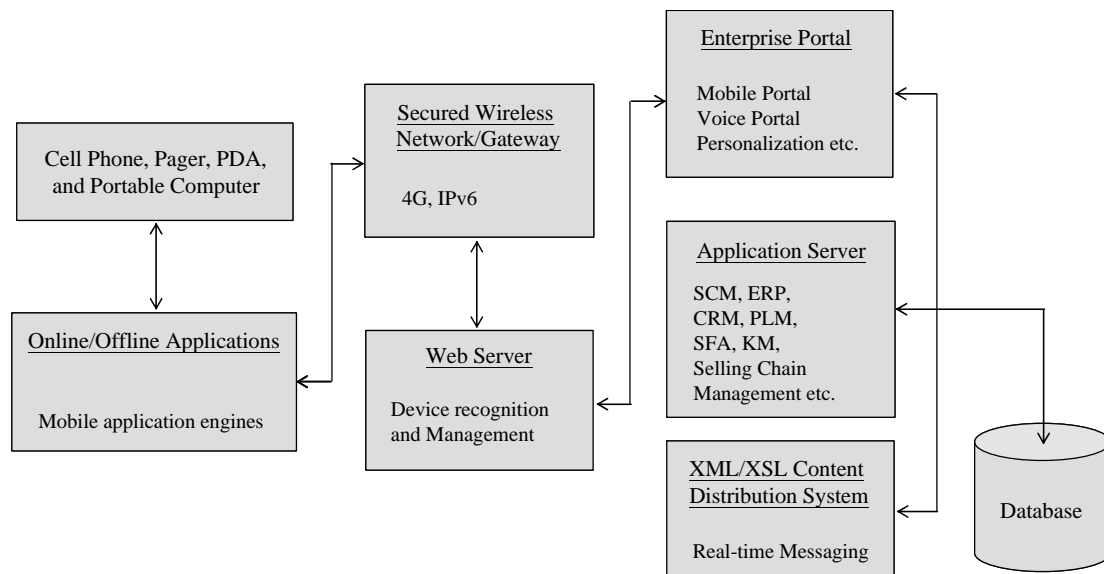 Cell Phone, Pager, PDA,
and Portable Computer
Online/Offline Applications
Mobile application engines
Secured Wireless
Network/Gateway
4G, IPv6
Web Server
Device recognition
and Management
Enterprise Portal
Mobile Portal
Voice Portal
Personalization etc.
Application Server
SCM, ERP,
CRM, PLM,
SFA, KM,
Selling Chain
Management etc.
XML/XSL Content
Distribution System
Real-time Messaging
Database